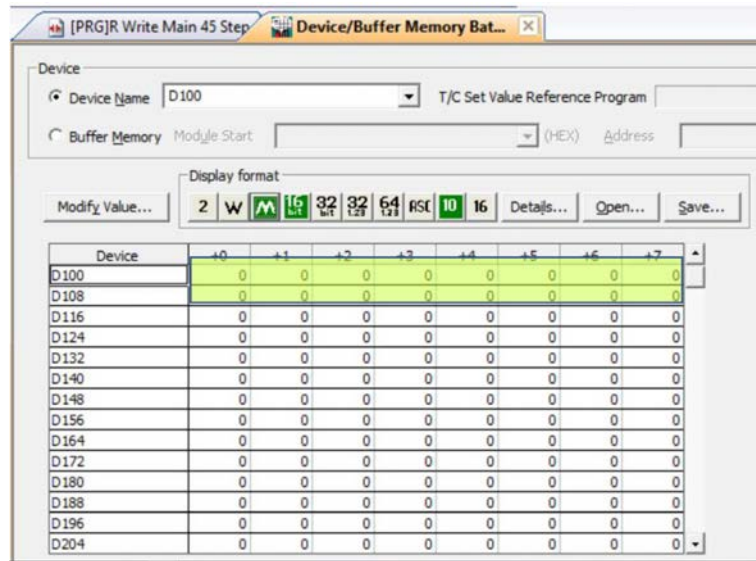 [PRG]R Write Main 45 Step
Device/Buffer Memory Bat...
Device
Device Name D100 T/C Set Value Reference Program
Buffer Memory Module Start (HEX) Address
Display format
Modify Value... 2 W M 16 bit 32 bit 32 1.23 64 1.23 ASC 10 16 Details... Open... Save...
Device +0 +1 +2 +3 +4 +5 +6 +7
D100 0 0 0 0 0 0 0 0
D108 0 0 0 0 0 0 0 0
D116 0 0 0 0 0 0 0 0
D124 0 0 0 0 0 0 0 0
D132 0 0 0 0 0 0 0 0
D140 0 0 0 0 0 0 0 0
D148 0 0 0 0 0 0 0 0
D156 0 0 0 0 0 0 0 0
D164 0 0 0 0 0 0 0 0
D172 0 0 0 0 0 0 0 0
D180 0 0 0 0 0 0 0 0
D188 0 0 0 0 0 0 0 0
D196 0 0 0 0 0 0 0 0
D204 0 0 0 0 0 0 0 0